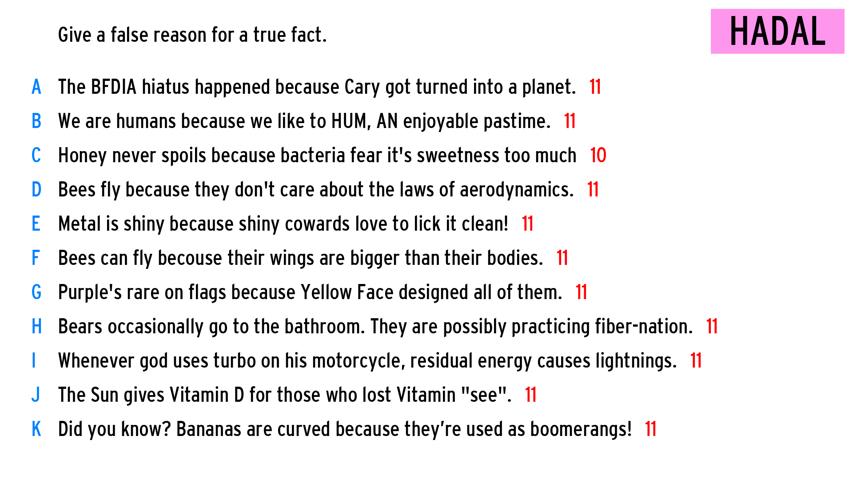 Give a false reason for a true fact.
HADAL
A The BFDIA hiatus happened because Cary got turned into a planet. 11
B We are humans because we like to HUM, AN enjoyable pastime. 11
C Honey never spoils because bacteria fear it's sweetness too much 10
D Bees fly because they don't care about the laws of aerodynamics. 11
E Metal is shiny because shiny cowards love to lick it clean! 11
F Bees can fly becouse their wings are bigger than their bodies. 11
G Purple's rare on flags because Yellow Face designed all of them. 11
H Bears occasionally go to the bathroom. They are possibly practicing fiber-nation. 11
I Whenever god uses turbo on his motorcycle, residual energy causes lightnings. 11
J The Sun gives Vitamin D for those who lost Vitamin "see". 11
K Did you know? Bananas are curved because they’re used as boomerangs! 11